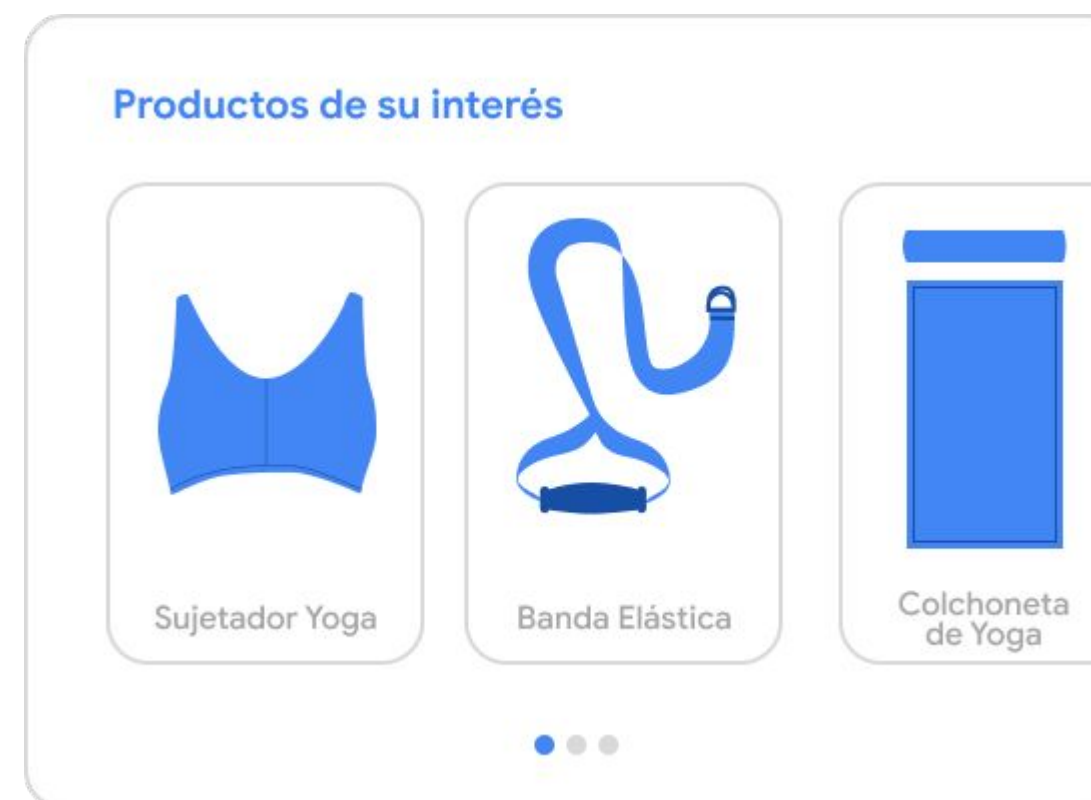 Productos de su interés
Sujetador Yoga
Banda Elástica
Colchoneta
de Yoga